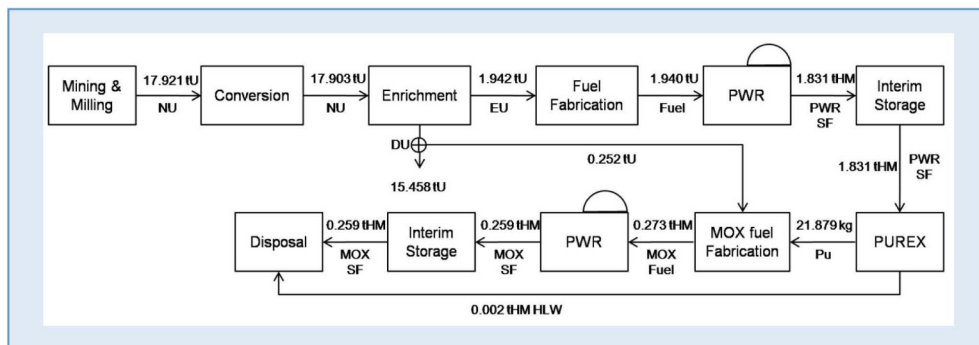 17.921 tU
17.903 tU
1.942 tU
1.940 tU
1.831 tHM
Mining &
Milling
Conversion
Enrichment
Fuel
Fabrication
PWR
Interim
Storage
NU
NU
EU
Fuel
PWR
SF
DU
0.252 tU
15.458 tU
1.831 tHM
PWR
SF
0.259 tHM
0.259 tHM
0.273 tHM
21.879 kg
Disposal
Interim
Storage
PWR
MOX fuel
Fabrication
PUREX
MOX
SF
MOX
SF
MOX
Fuel
Pu
0.002 tHM HLW